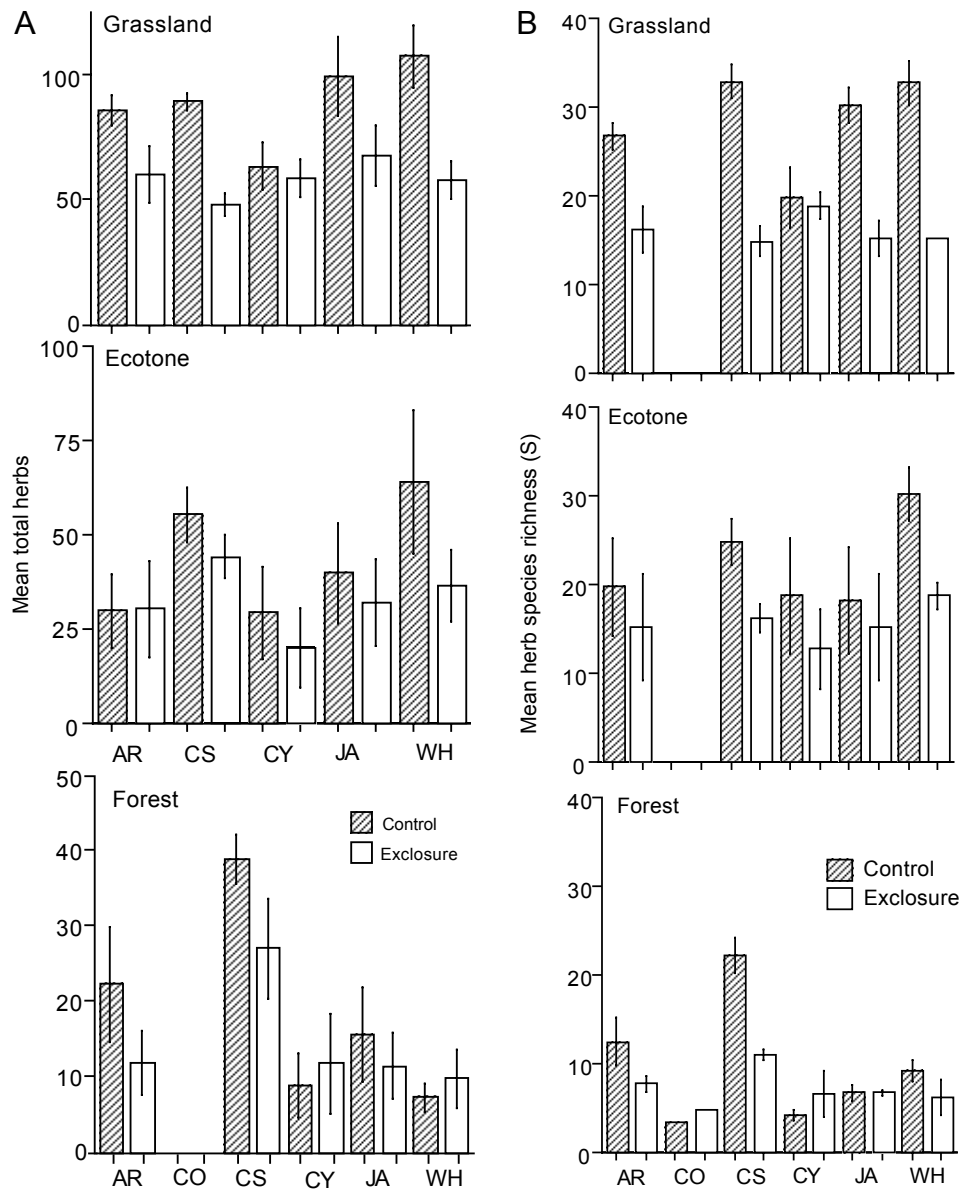 A
Grassland
100
50
0
100
Ecotone
75
50
25
0
Mean total herbs
AR CS CY JA WH
50
Forest
Control
Exclosure
40
30
20
10
0
AR CO CS CY JA WH
B
Grassland
40
30
20
10
0
40
Ecotone
30
20
10
0
Mean herb species richness (S)
40
Forest
30
Control
Exclosure
20
10
0
AR CO CS CY JA WH